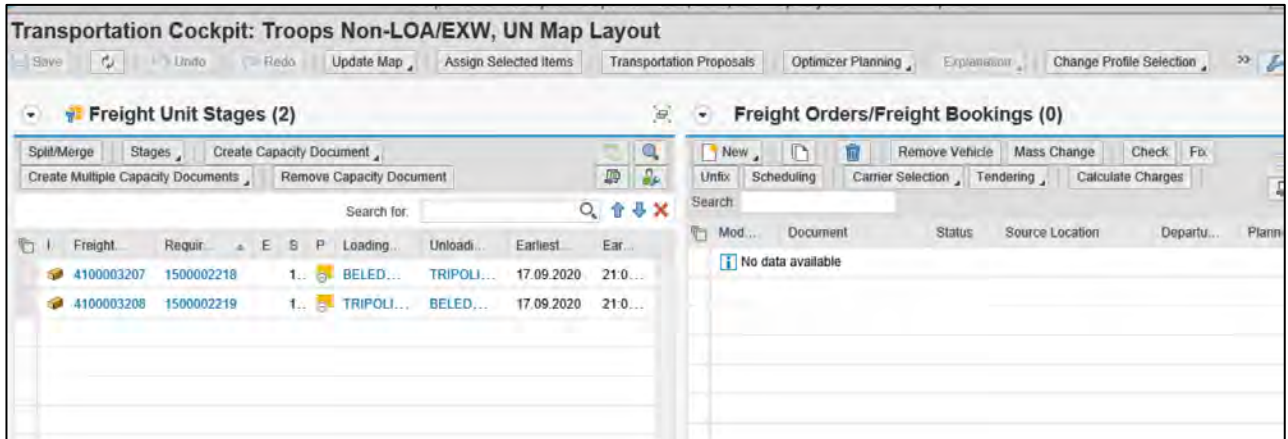 Transportation Cockpit: Troops Non-LOA/EXW, UN Map Layout
Save Undo Redo Update Map Assign Selected Items Transportation Proposals Optimizer Planning Explanation Change Profile Selection »
Freight Unit Stages (2)
Split/Merge Stages Create Capacity Document
Create Multiple Capacity Documents Remove Capacity Document
Search for:
I Freight... Requir... E S P Loading... Unloadi... Earliest... Ear...
4100003207 1500002218 1.. BELED... TRIPOLI... 17.09.2020 21:0...
4100003208 1500002219 1.. TRIPOLI... BELED... 17.09.2020 21:0...
Freight Orders/Freight Bookings (0)
New Remove Vehicle Mass Change Check Fix
Unfix Scheduling Carrier Selection Tendering Calculate Charges
Search:
Mod... Document Status Source Location Departu... Plann
No data available